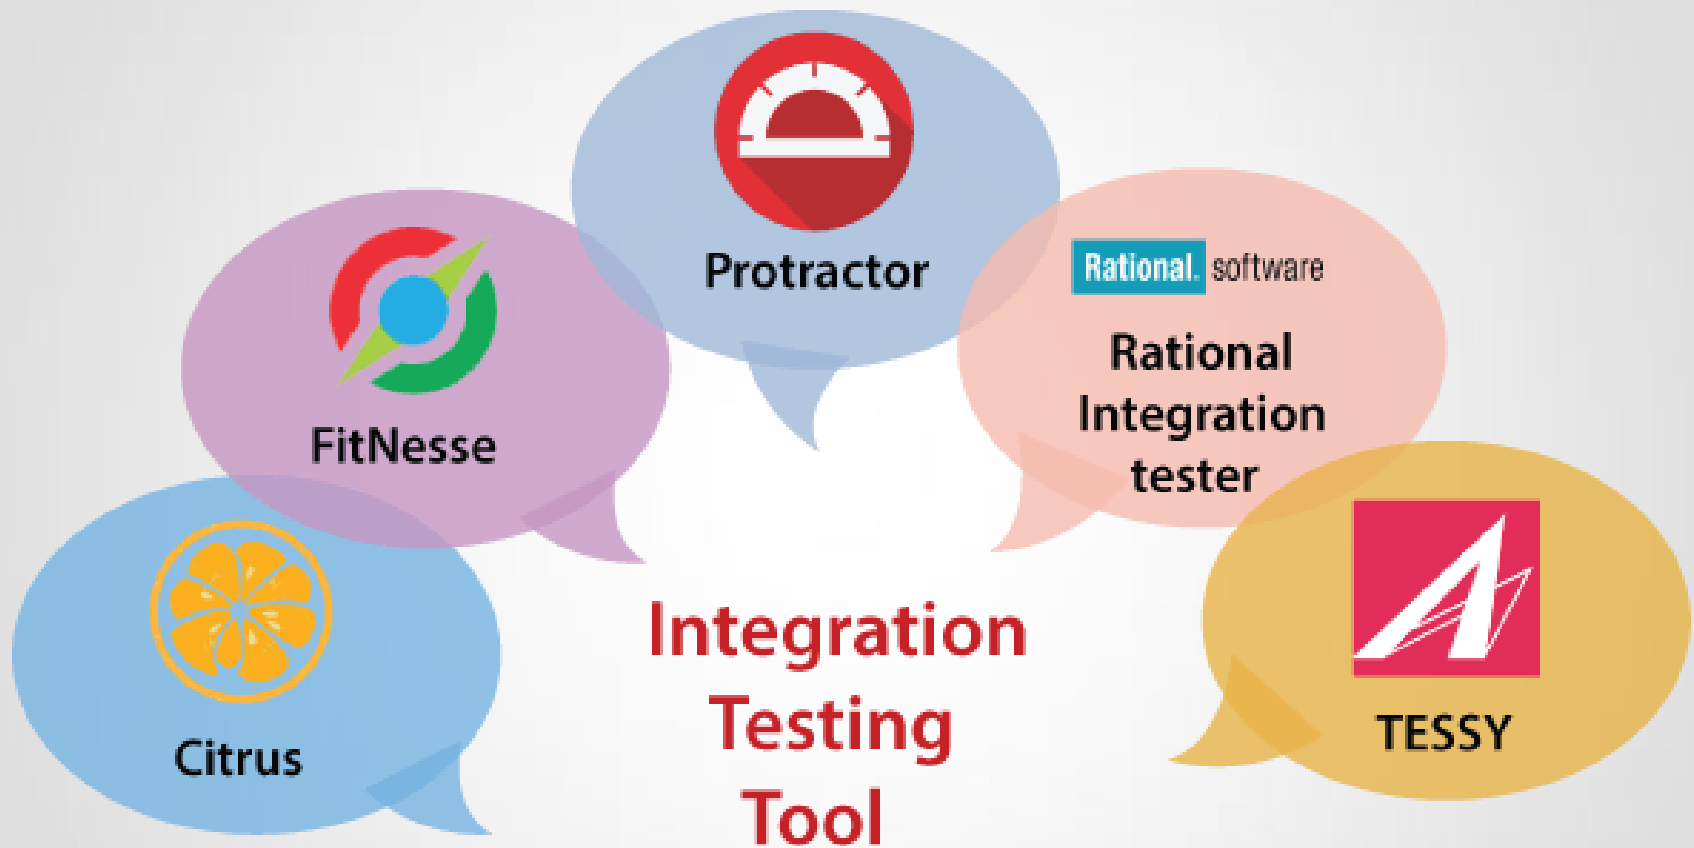 Protractor
FitNesse
Rational. software
Rational
Integration
tester
Citrus
TESSY
Integration
Testing
Tool